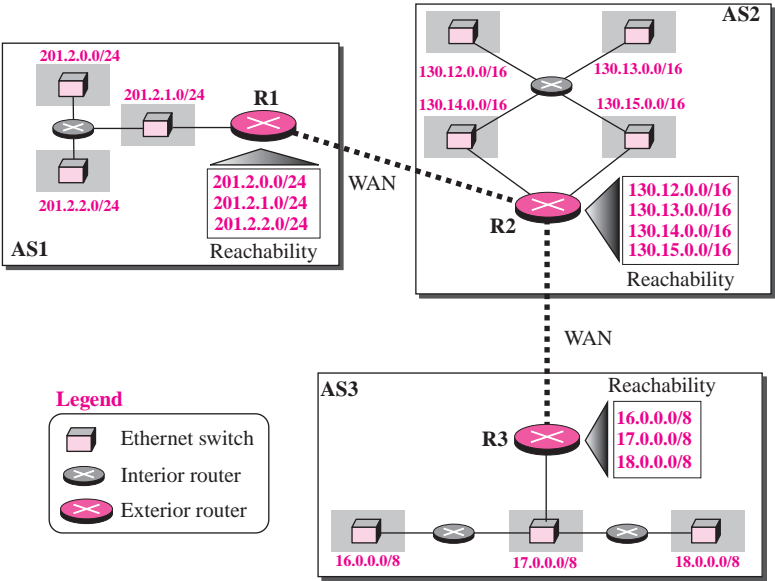 AS2
130.12.0.0/16
130.13.0.0/16
130.14.0.0/16
130.15.0.0/16
R2
130.12.0.0/16
130.13.0.0/16
130.14.0.0/16
130.15.0.0/16
Reachability
201.2.0.0/24
201.2.1.0/24
R1
201.2.2.0/24
201.2.0.0/24
201.2.1.0/24
201.2.2.0/24
Reachability
AS1
WAN
WAN
AS3
Reachability
R3
16.0.0.0/8
17.0.0.0/8
18.0.0.0/8
16.0.0.0/8
17.0.0.0/8
18.0.0.0/8
Legend
Ethernet switch
Interior router
Exterior router